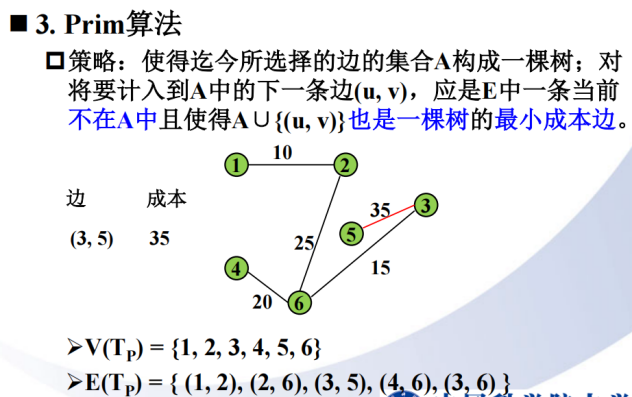 3. Prim算法
策略：使得迄今所选择的边的集合A构成一棵树；对
将要计入到A中的下一条边(u, v)，应是E中一条当前
不在A中且使得A∪{(u, v)}也是一棵树的最小成本边。
10
1
2
边 成本
35
3
(3, 5) 35
25
5
4
15
20
6
➢V(TP) = {1, 2, 3, 4, 5, 6}
➢E(TP) = { (1, 2), (2, 6), (3, 5), (4, 6), (3, 6) }